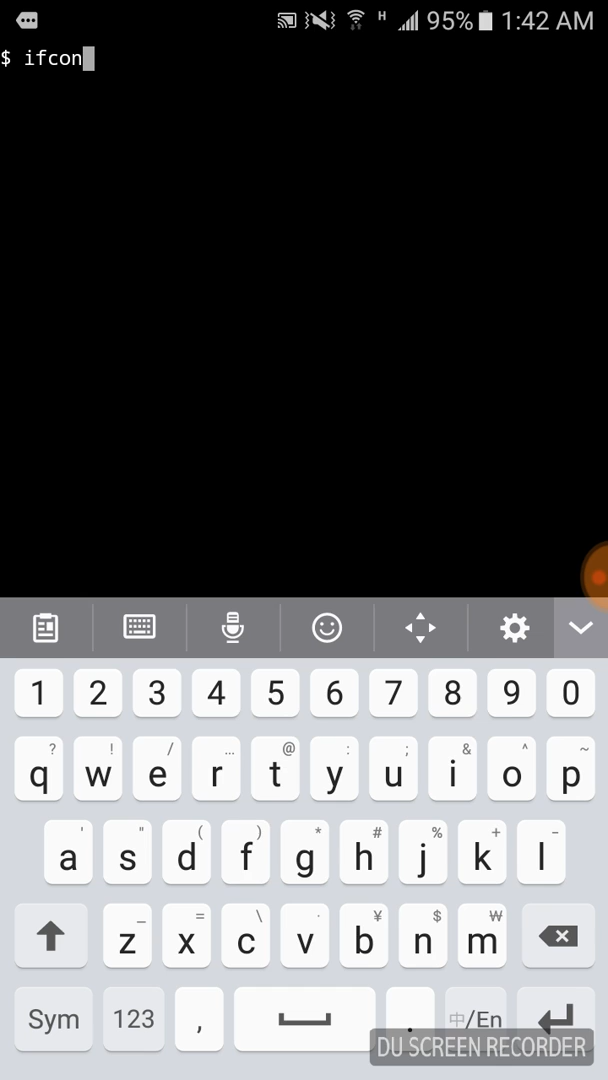 H 95% 1:42 AM
$ ifcon
1 2 3 4 5 6 7 8 9 0
? ! / ... @ : ; & ^ ~
q w e r t y u i o p
' " ( ) * # % + -
a s d f g h j k l
_ = \ · ¥ $ ₩
z x c v b n m
Sym 123 , . 中/En
DU SCREEN RECORDER